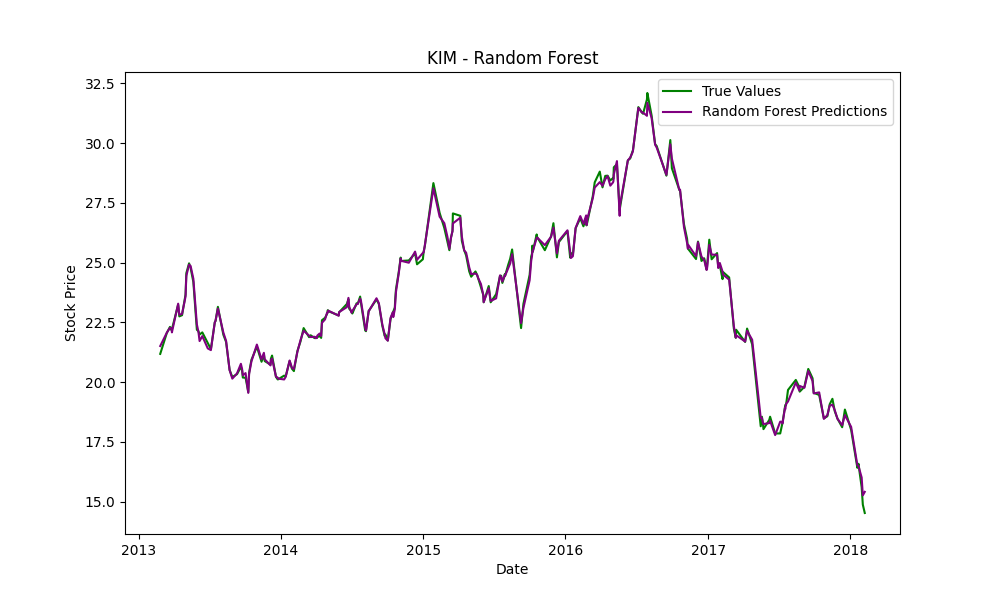 KIM - Random Forest
True Values
Random Forest Predictions
Stock Price
32.5
30.0
27.5
25.0
22.5
20.0
17.5
15.0
2013 2014 2015 2016 2017 2018
Date